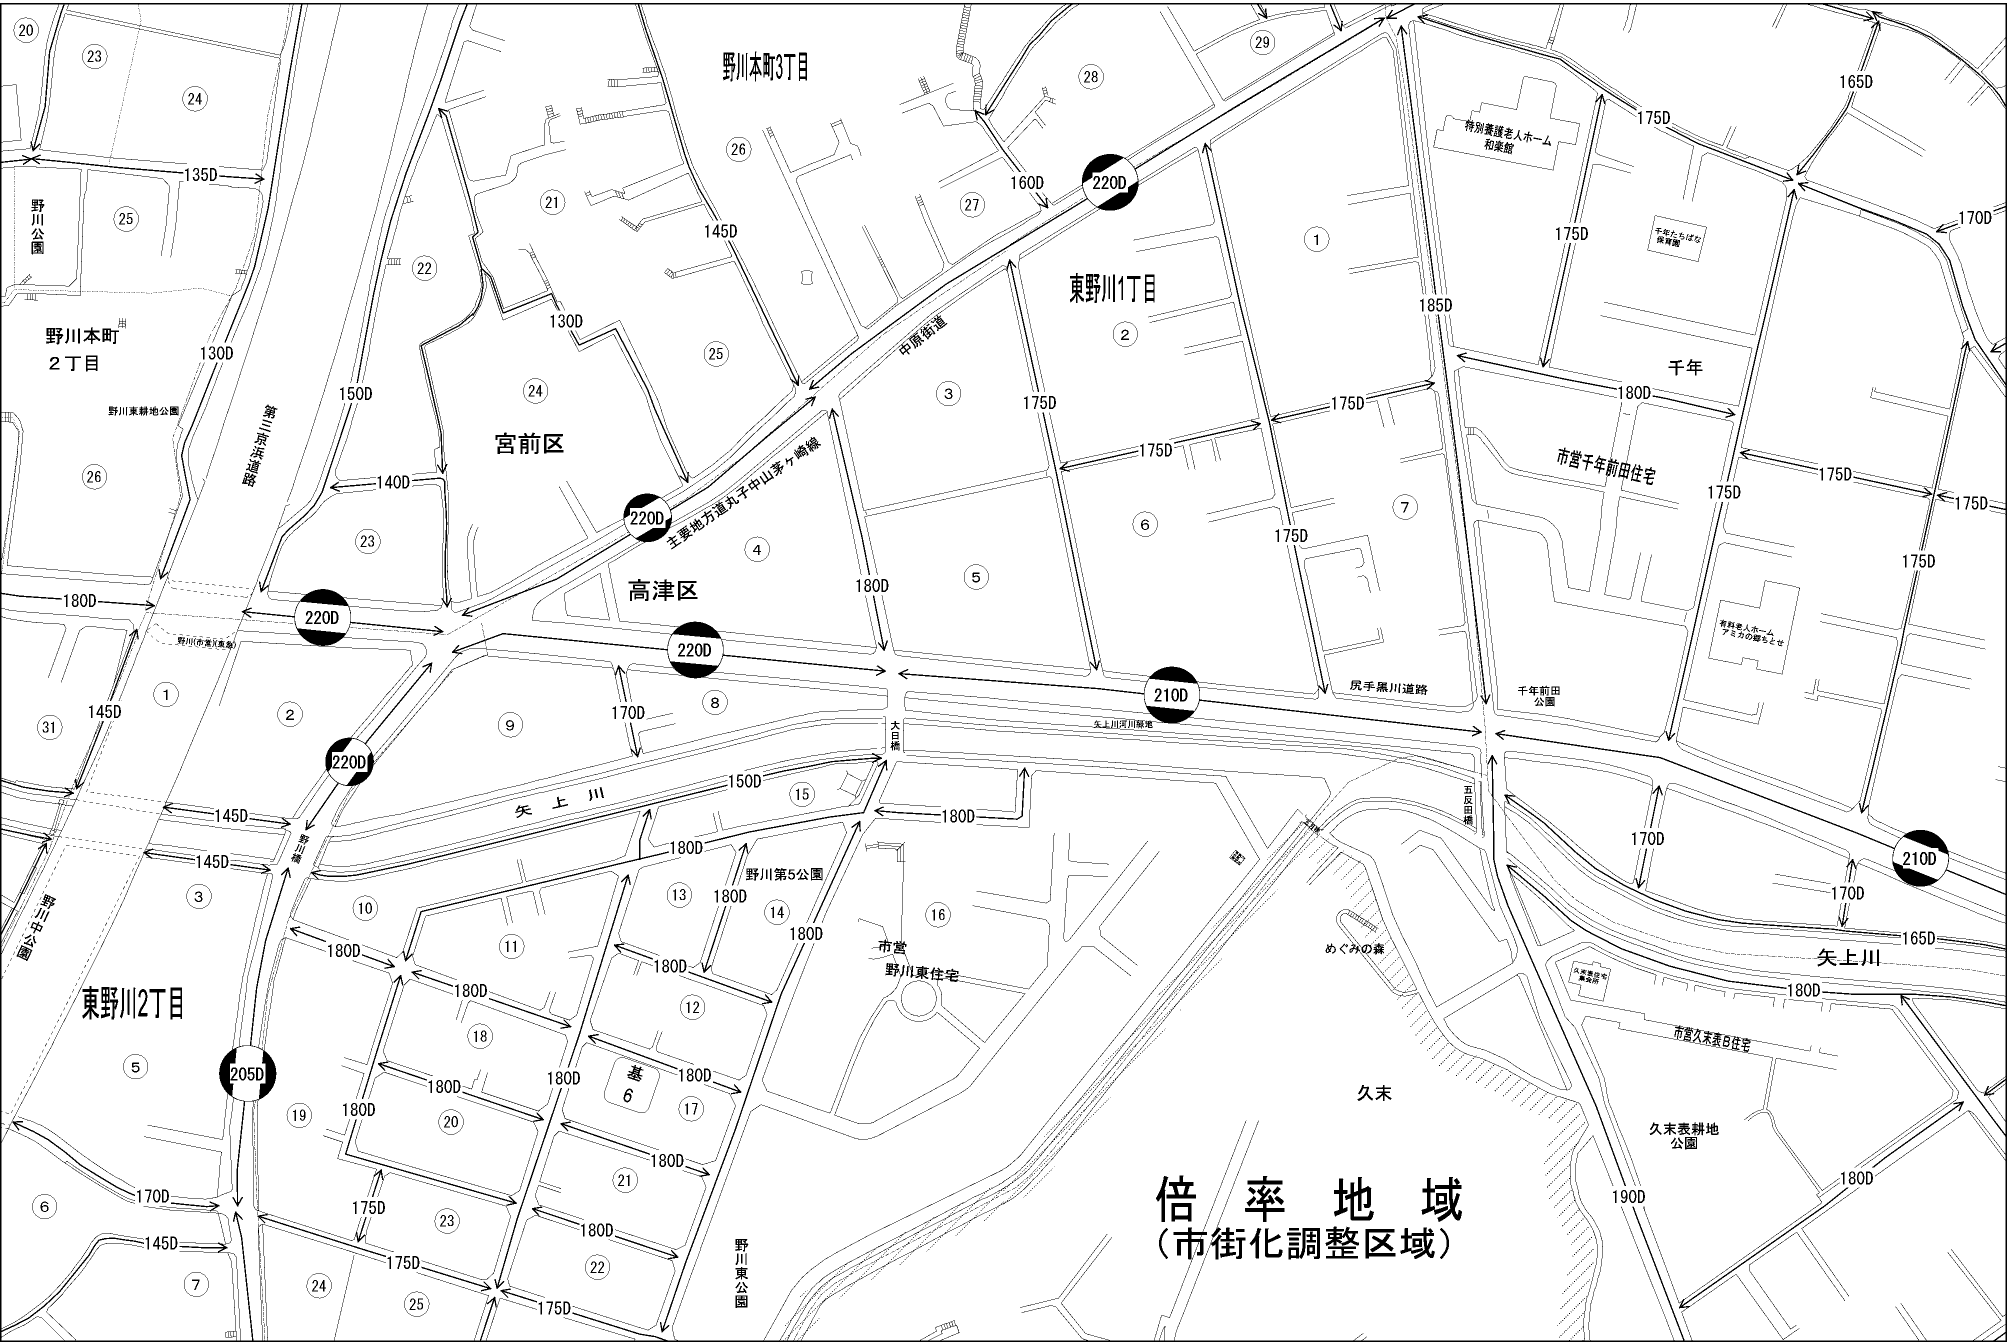 20
23
24
29
28
野川本町3丁目
165D
175D
特別養護老人ホーム
和楽館
26
135D
25
野川公園
21
145D
160D
27
220D
1
175D
千年たちばな
保育園
170D
22
東野川1丁目
185D
野川本町
2丁目
130D
130D
25
中原街道
2
千年
150D
24
3
175D
175D
180D
野川東耕地公園
第三京浜道路
宮前区
主要地方道丸子中山茅ヶ崎線
175D
市営千年前田住宅
175D
175D
175D
26
140D
220D
6
7
175D
23
4
5
175D
175D
180D
高津区
180D
220D
220D
野川(市営)(東急)
有料老人ホーム
アミカの郷ちとせ
1
2
9
170D
8
210D
尻手黒川道路
千年前田
公園
31
145D
大日橋
矢上川河川緑地
220D
矢上川
150D
15
145D
五反田橋
180D
170D
210D
145D
野川橋
180D
3
野川中公園
10
11
13
180D
野川第5公園
14
180D
16
170D
180D
180D
180D
市営
野川東住宅
めぐみの森
165D
矢上川
久末表住宅
集会所
180D
東野川2丁目
12
18
市営久末表B住宅
5
205D
180D
180D
基
6
180D
17
久末
19
180D
20
久末表耕地
公園
180D
21
170D
6
175D
23
180D
倍率地域
(市街化調整区域)
190D
180D
145D
7
24
175D
25
22
175D
野川東公園